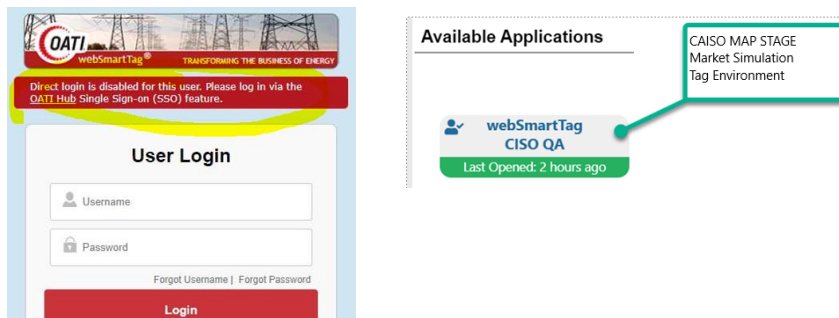 OATI
webSmartTag®
TRANSFORMING THE BUSINESS OF ENERGY
Direct login is disabled for this user. Please log in via the
OATI Hub Single Sign-on (SSO) feature.
User Login
Username
Password
Forgot Username | Forgot Password
Login
Available Applications
webSmartTag
CISO QA
Last Opened: 2 hours ago
CAISO MAP STAGE
Market Simulation
Tag Environment